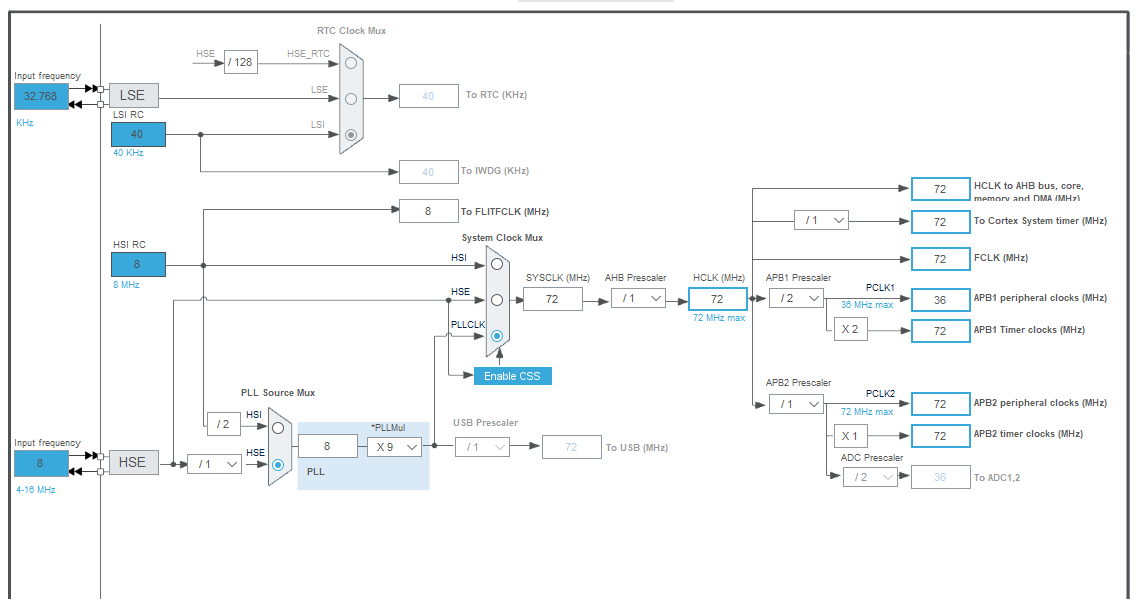 RTC Clock Mux
HSE
/ 128
HSE_RTC
Input frequency
32.768
KHz
LSE
LSE
40
To RTC (KHz)
LSI RC
40
40 KHz
LSI
40
To IWDG (KHz)
8
To FLITFCLK (MHz)
System Clock Mux
HSI RC
8
8 MHz
HSI
HSE
PLLCLK
Enable CSS
SYSCLK (MHz)
72
AHB Prescaler
/ 1
HCLK (MHz)
72
72 MHz max
72
HCLK to AHB bus, core,
memory and DMA (MHz)
/ 1
72
To Cortex System timer (MHz)
72
FCLK (MHz)
APB1 Prescaler
/ 2
PCLK1
36 MHz max
36
APB1 peripheral clocks (MHz)
X 2
72
APB1 Timer clocks (MHz)
APB2 Prescaler
/ 1
PCLK2
72 MHz max
72
APB2 peripheral clocks (MHz)
X 1
72
APB2 timer clocks (MHz)
ADC Prescaler
/ 2
36
To ADC1,2
PLL Source Mux
/ 2
HSI
HSE
Input frequency
8
4-16 MHz
HSE
/ 1
8
*PLLMul
X 9
PLL
USB Prescaler
/ 1
72
To USB (MHz)